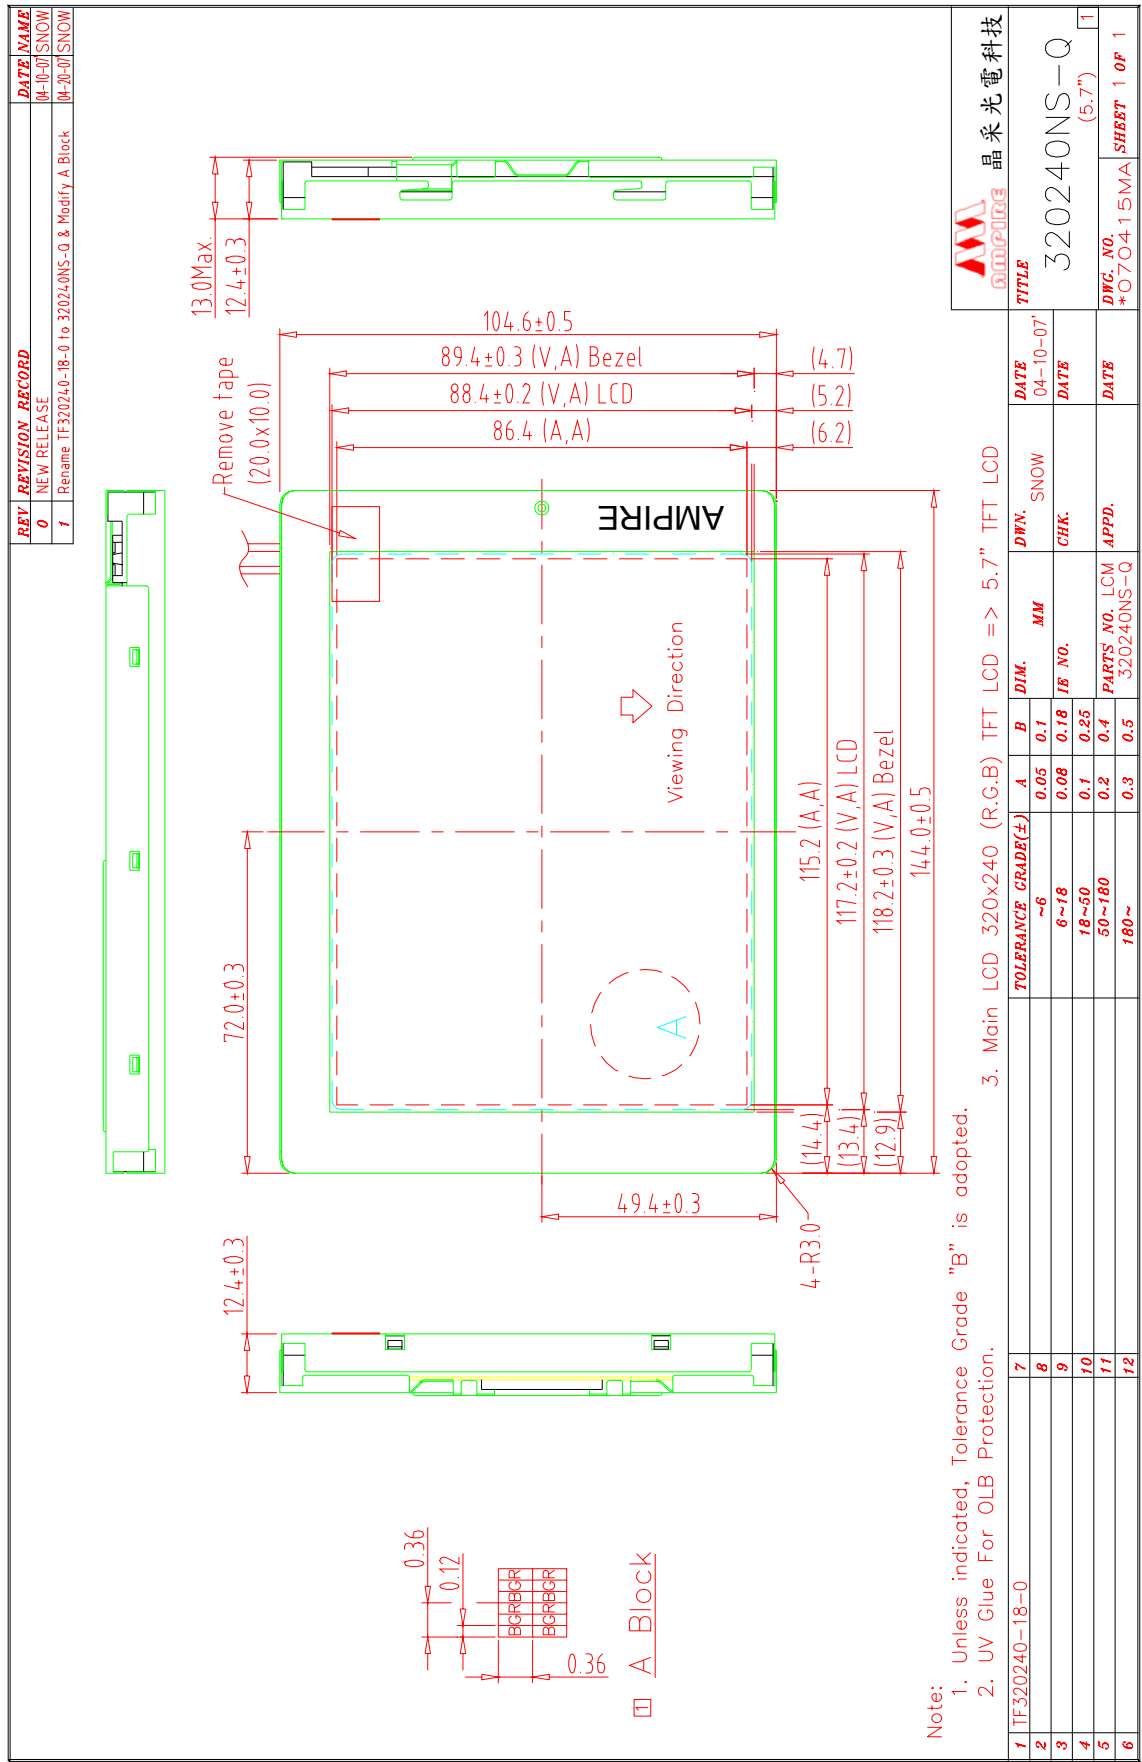 REV REVISION RECORD DATE NAME
0 NEW RELEASE 04-10-07' SNOW
1 Rename TF320240-18-0 to 320240NS-Q & Modify A Block 04-20-07' SNOW
13.0Max.
12.4±0.3
Remove tape
(20.0x10.0)
104.6±0.5
89.4±0.3 (V,A) Bezel
(4.7)
88.4±0.2 (V,A) LCD
(5.2)
86.4 (A,A)
(6.2)
AMPIRE
Viewing Direction
A
72.0±0.3
115.2 (A,A)
(14.4)
117.2±0.2 (V,A) LCD
(13.4)
118.2±0.3 (V,A) Bezel
(12.9)
144.0±0.5
49.4±0.3
4-R3.0
12.4±0.3
0.36
0.12
BGRBGR
BGRBGR
0.36
1 A Block
Note:
1. Unless indicated, Tolerance Grade "B" is adopted.
2. UV Glue For OLB Protection.
3. Main LCD 320x240 (R.G.B) TFT LCD => 5.7" TFT LCD
1 TF320240-18-0
2
3
4
5
6
7
8
9
10
11
12
TOLERANCE GRADE(±) A B
~6 0.05 0.1
6~18 0.08 0.18
18~50 0.1 0.25
50~180 0.2 0.4
180~ 0.3 0.5
DIM. MM
IE NO.
PARTS NO. LCM
320240NS-Q
DWN. SNOW
CHK.
APPD.
DATE
04-10-07'
DATE
DATE
AMPIRE 晶采光電科技
TITLE
320240NS-Q
(5.7")
1
DWG. NO.
*070415MA
SHEET 1 OF 1